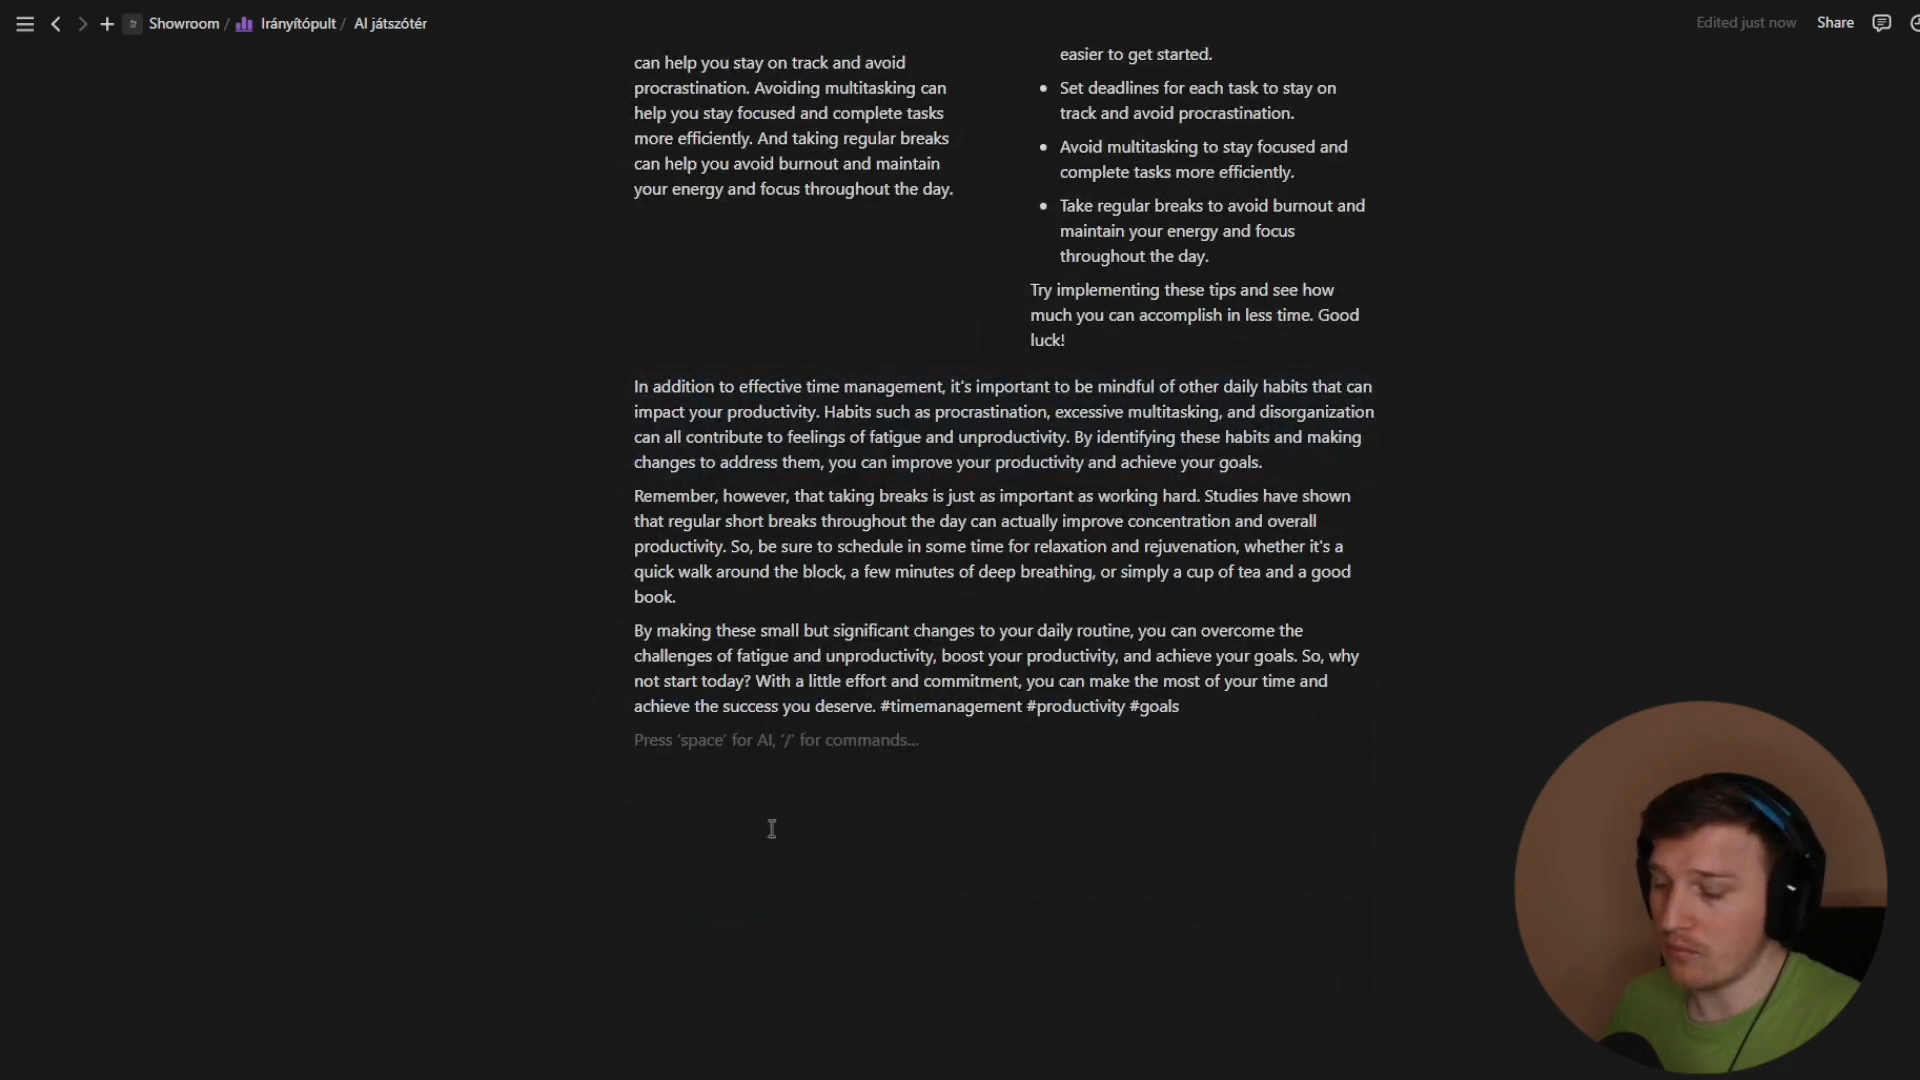 Showroom / Irányítópult / AI játszótér
Edited just now
Share
can help you stay on track and avoid
procrastination. Avoiding multitasking can
help you stay focused and complete tasks
more efficiently. And taking regular breaks
can help you avoid burnout and maintain
your energy and focus throughout the day.
easier to get started.
• Set deadlines for each task to stay on
track and avoid procrastination.
• Avoid multitasking to stay focused and
complete tasks more efficiently.
• Take regular breaks to avoid burnout and
maintain your energy and focus
throughout the day.
Try implementing these tips and see how
much you can accomplish in less time. Good
luck!
In addition to effective time management, it's important to be mindful of other daily habits that can
impact your productivity. Habits such as procrastination, excessive multitasking, and disorganization
can all contribute to feelings of fatigue and unproductivity. By identifying these habits and making
changes to address them, you can improve your productivity and achieve your goals.
Remember, however, that taking breaks is just as important as working hard. Studies have shown
that regular short breaks throughout the day can actually improve concentration and overall
productivity. So, be sure to schedule in some time for relaxation and rejuvenation, whether it's a
quick walk around the block, a few minutes of deep breathing, or simply a cup of tea and a good
book.
By making these small but significant changes to your daily routine, you can overcome the
challenges of fatigue and unproductivity, boost your productivity, and achieve your goals. So, why
not start today? With a little effort and commitment, you can make the most of your time and
achieve the success you deserve. #timemanagement #productivity #goals
Press ‘space’ for AI, ‘/’ for commands…